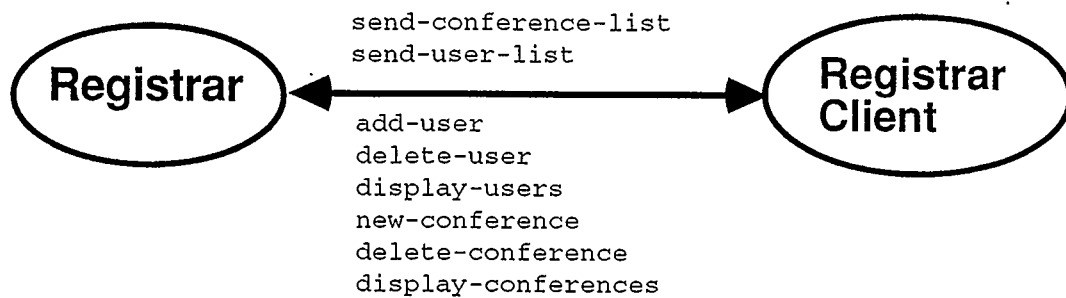 send-conference-list
send-user-list
Registrar
Registrar
Client
add-user
delete-user
display-users
new-conference
delete-conference
display-conferences